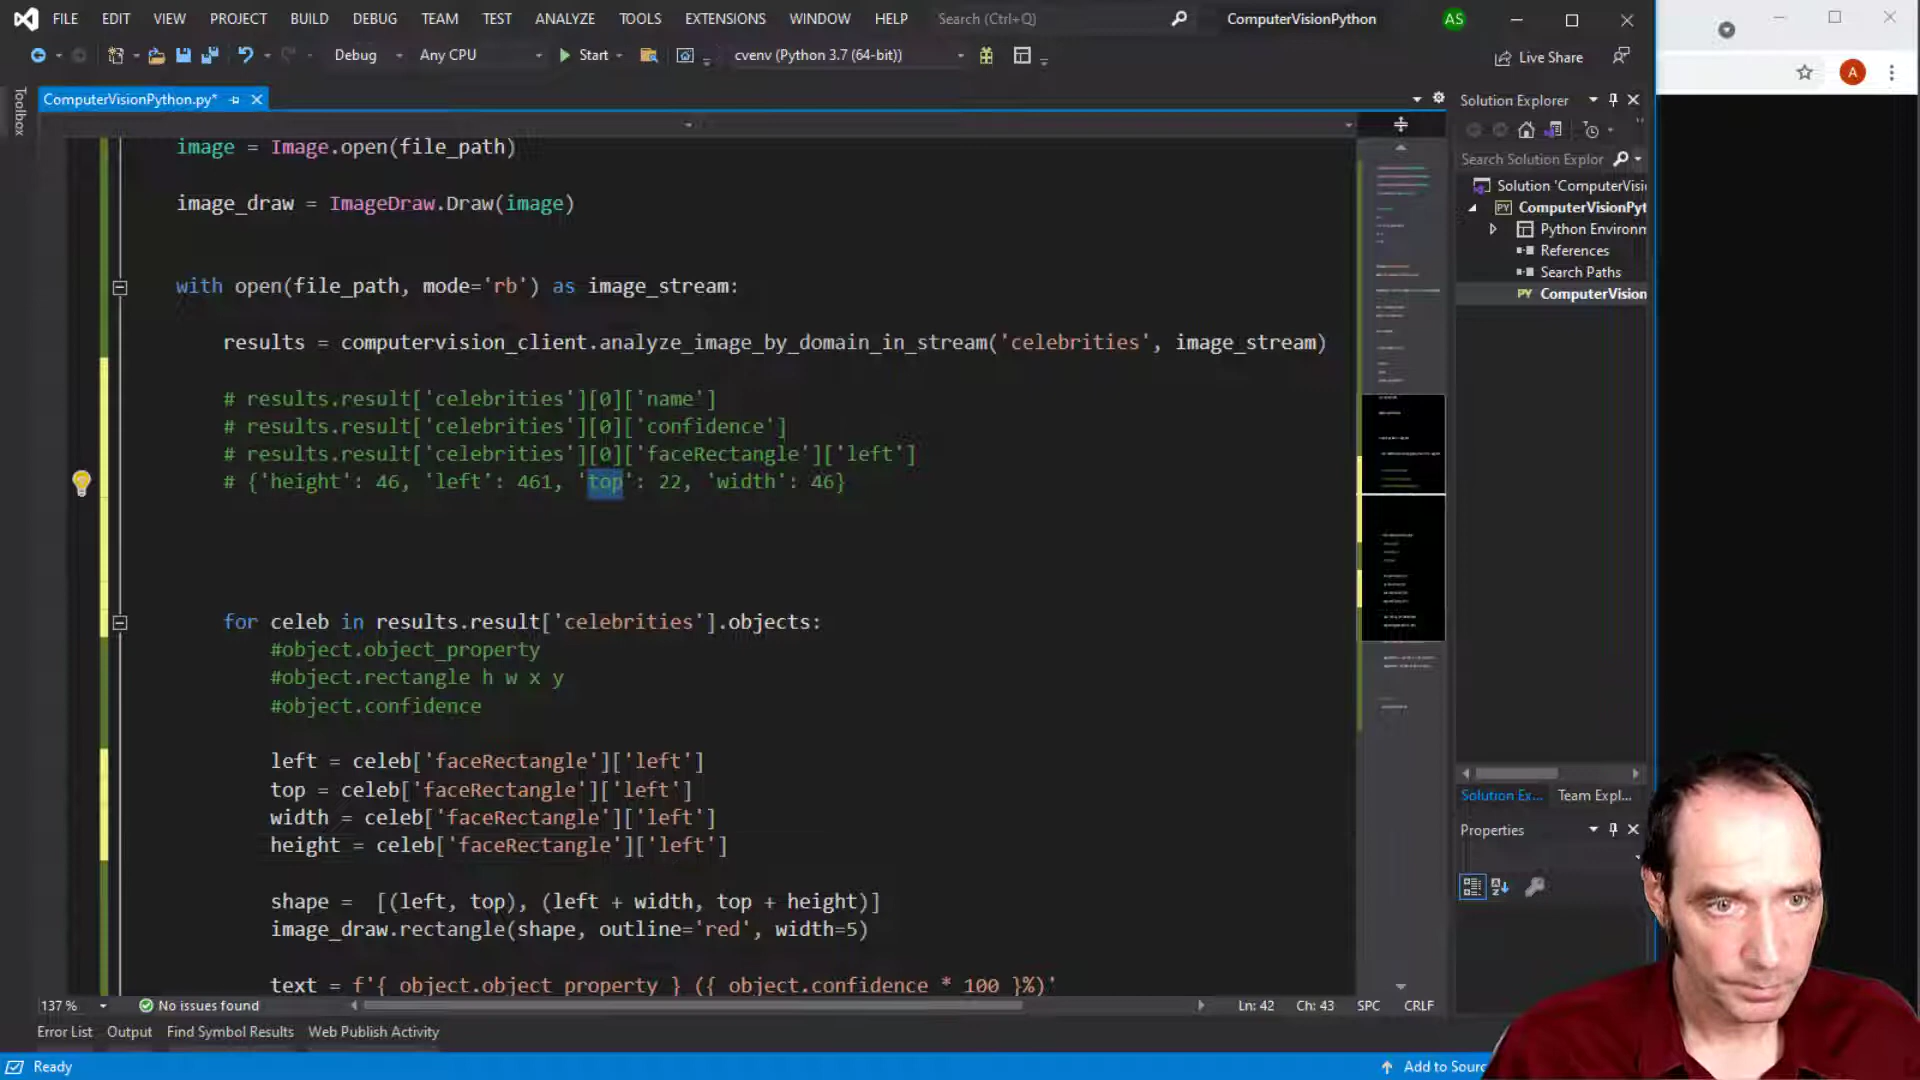 FILE EDIT VIEW PROJECT BUILD DEBUG TEAM TEST ANALYZE TOOLS EXTENSIONS WINDOW HELP Search (Ctrl+Q) ComputerVisionPython AS
Debug Any CPU Start cvenv (Python 3.7 (64-bit)) Live Share A
Toolbox
ComputerVisionPython.py* Solution Explorer
image = Image.open(file_path)
Search Solution Explor
Solution 'ComputerVisi
image_draw = ImageDraw.Draw(image)
PY ComputerVisionPyt
Python Environm
References
Search Paths
with open(file_path, mode='rb') as image_stream:
PY ComputerVision
results = computervision_client.analyze_image_by_domain_in_stream('celebrities', image_stream)
# results.result['celebrities'][0]['name']
# results.result['celebrities'][0]['confidence']
# results.result['celebrities'][0]['faceRectangle']['left']
# {'height': 46, 'left': 461, 'top': 22, 'width': 46}
for celeb in results.result['celebrities'].objects:
#object.object_property
#object.rectangle h w x y
#object.confidence
left = celeb['faceRectangle']['left']
top = celeb['faceRectangle']['left']
width = celeb['faceRectangle']['left']
height = celeb['faceRectangle']['left']
Solution Ex... Team Expl...
Properties
shape =  [(left, top), (left + width, top + height)]
image_draw.rectangle(shape, outline='red', width=5)
text = f'{ object.object_property } ({ object.confidence * 100 }%)'
137 % No issues found Ln: 42 Ch: 43 SPC CRLF
Error List Output Find Symbol Results Web Publish Activity
Ready Add to Sourc